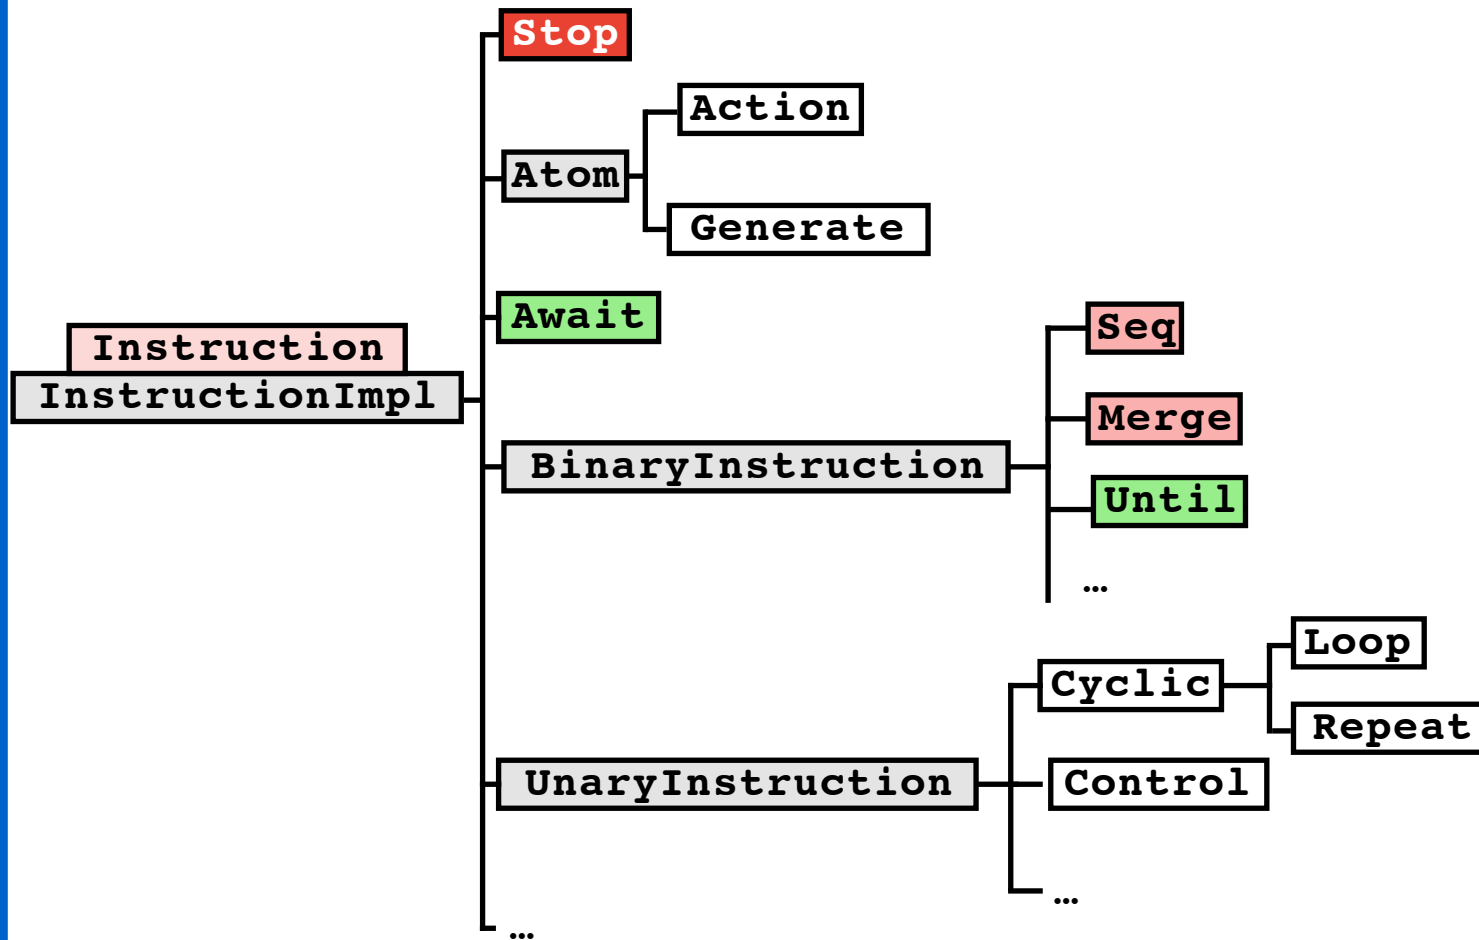 Stop
Action
Atom
Generate
Await
Instruction
InstructionImpl
Seq
Merge
BinaryInstruction
Until
…
Loop
Cyclic
Repeat
UnaryInstruction
Control
…
…